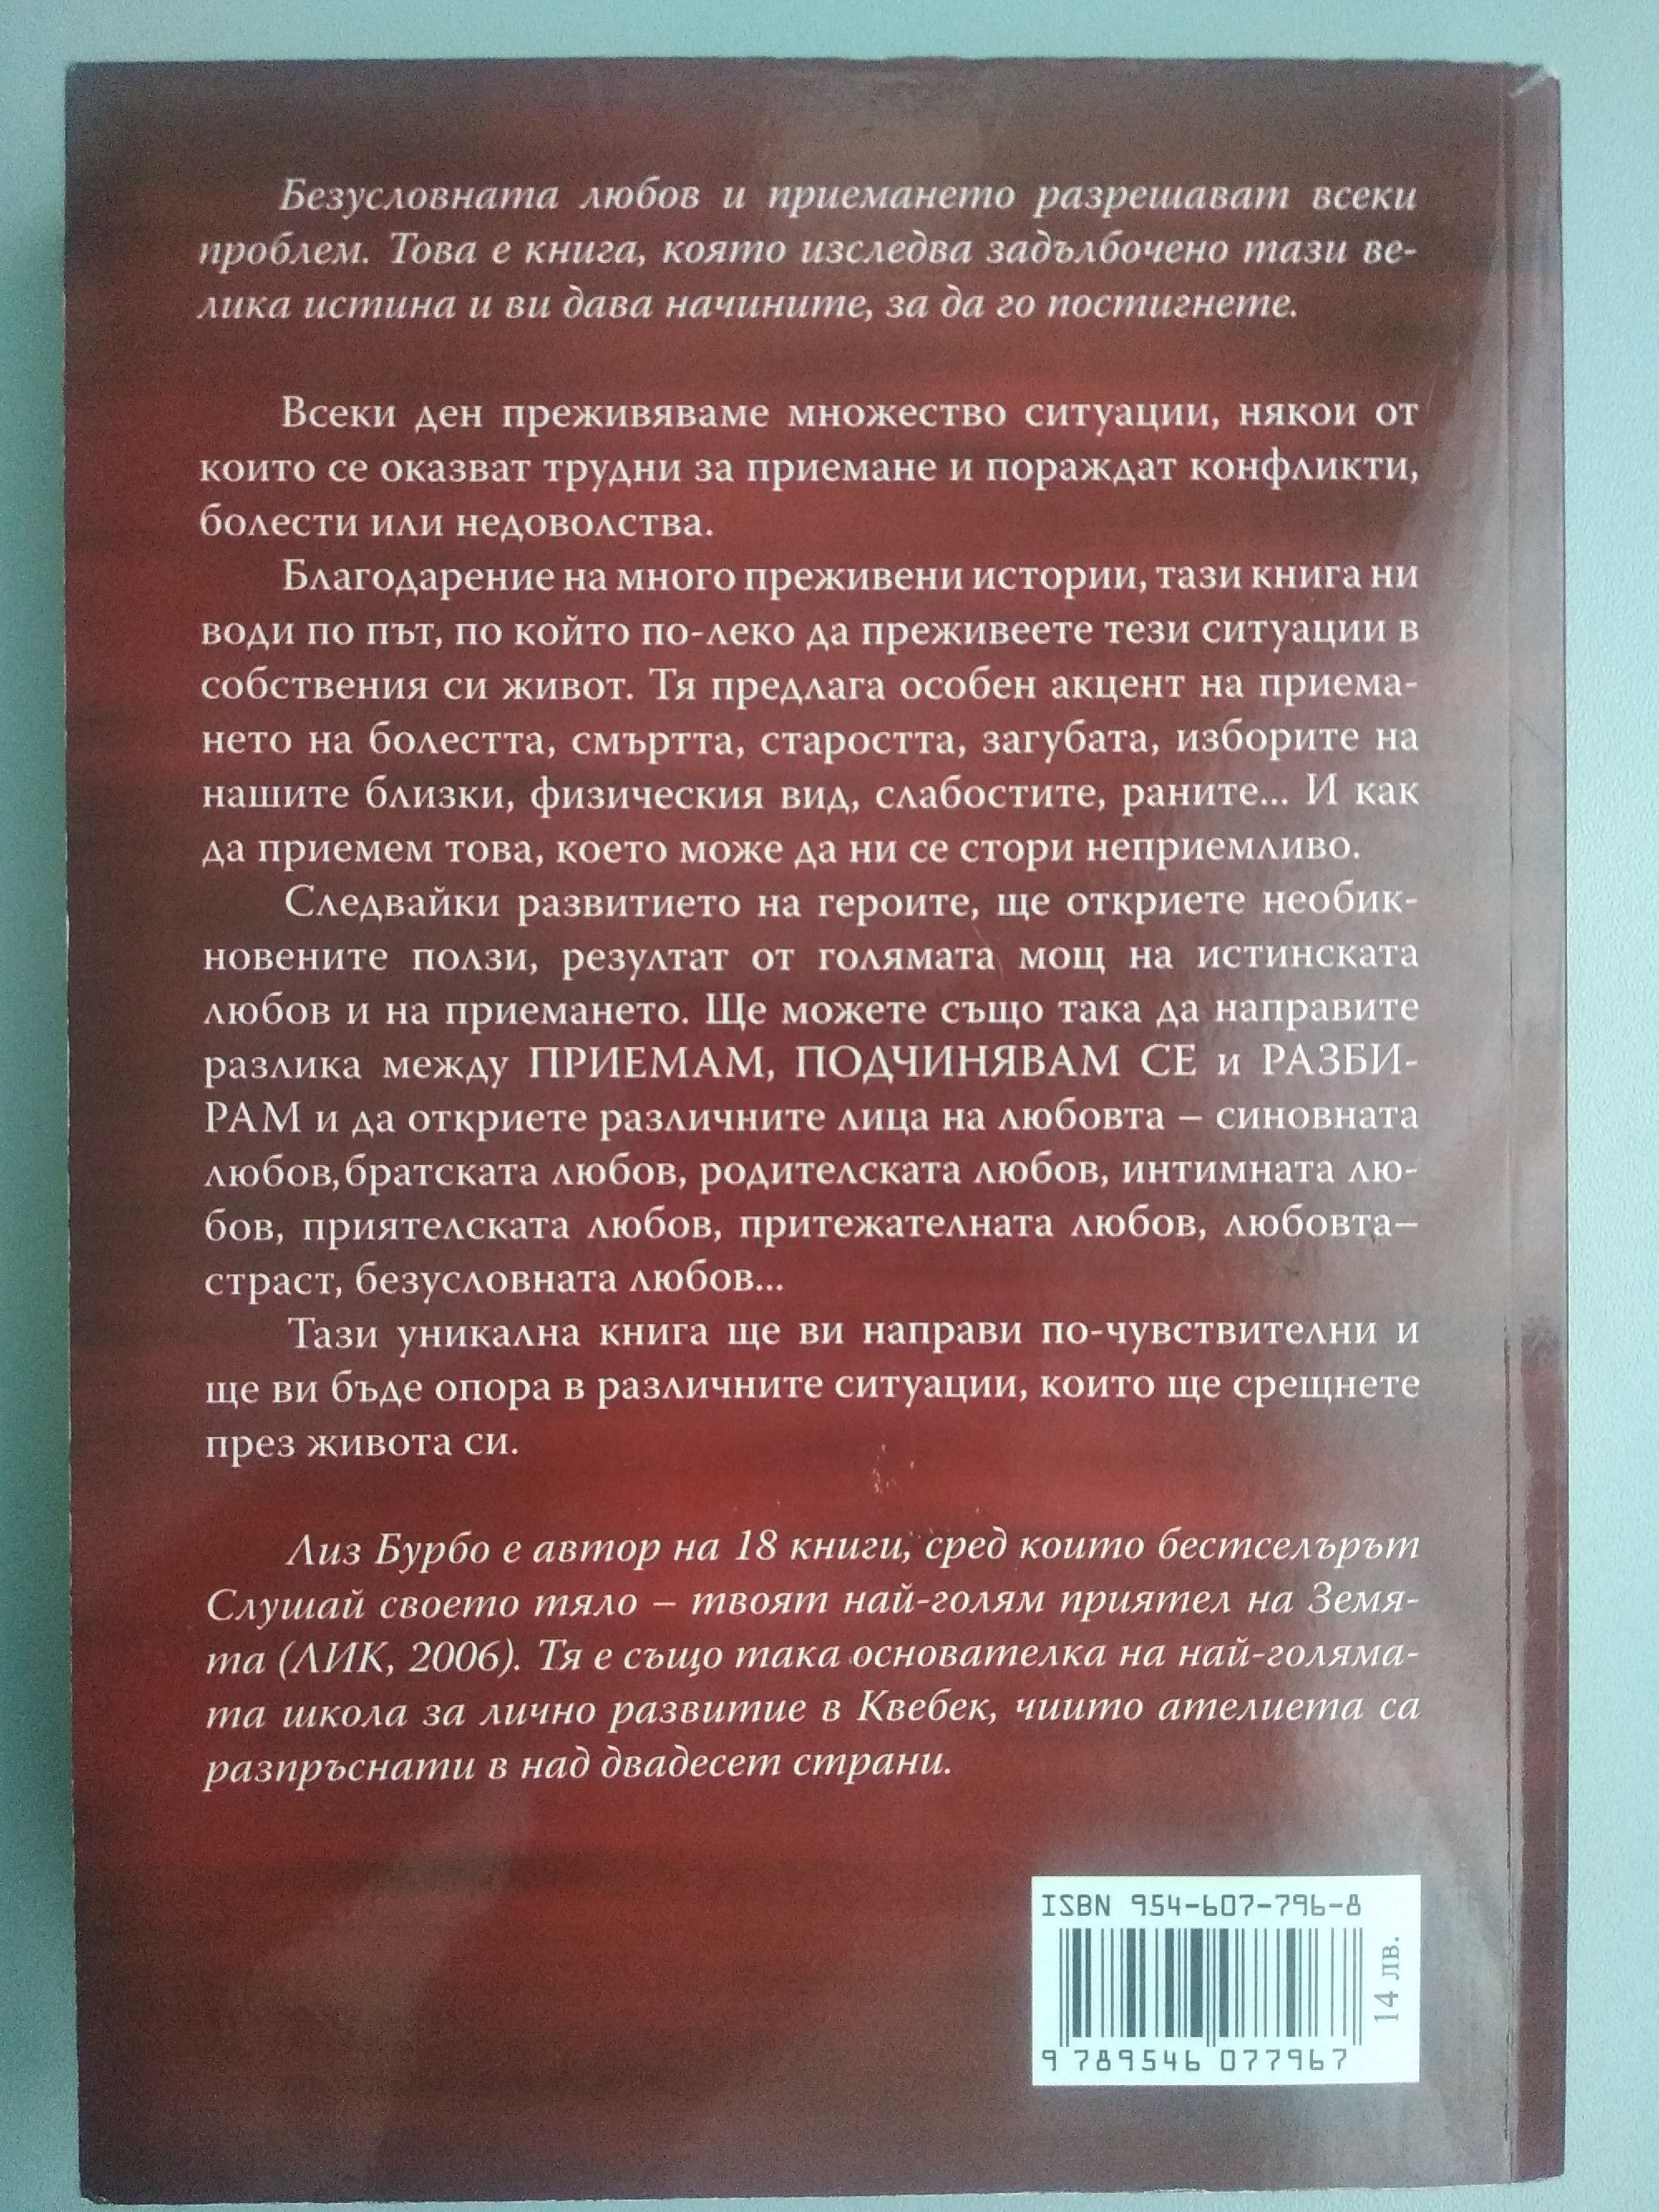 Безусловната любов и приемането разрешават всеки
проблем. Това е книга, която изследва задълбочено тази ве-
лика истина и ви дава начините, за да го постигнете.
Всеки ден преживяваме множество ситуации, някои от
които се оказват трудни за приемане и пораждат конфликти,
болести или недоволства.
Благодарение на много преживени истории, тази книга ни
води по път, по който по-леко да преживеете тези ситуации в
собствения си живот. Тя предлага особен акцент на приема-
нето на болестта, смъртта, старостта, загубата, изборите на
нашите близки, физическия вид, слабостите, раните... И как
да приемем това, което може да ни се стори неприемливо.
Следвайки развитието на героите, ще откриете необик-
новените ползи, резултат от голямата мощ на истинската
любов и на приемането. Ще можете също така да направите
разлика между ПРИЕМАМ, ПОДЧИНЯВАМ СЕ и РАЗБИ-
РАМ и да откриете различните лица на любовта – синовната
любов,братската любов, родителската любов, интимната лю-
бов, приятелската любов, притежателната любов, любовта–
страст, безусловната любов...
Тази уникална книга ще ви направи по-чувствителни и
ще ви бъде опора в различните ситуации, които ще срещнете
през живота си.
Лиз Бурбо е автор на 18 книги, сред които бестселърът
Слушай своето тяло – твоят най-голям приятел на Земя-
та (ЛИК, 2006). Тя е също така основателка на най-голяма-
та школа за лично развитие в Квебек, чиито ателиета са
разпръснати в над двадесет страни.
ISBN 954-607-796-8
14 лв.
9 789546 077967